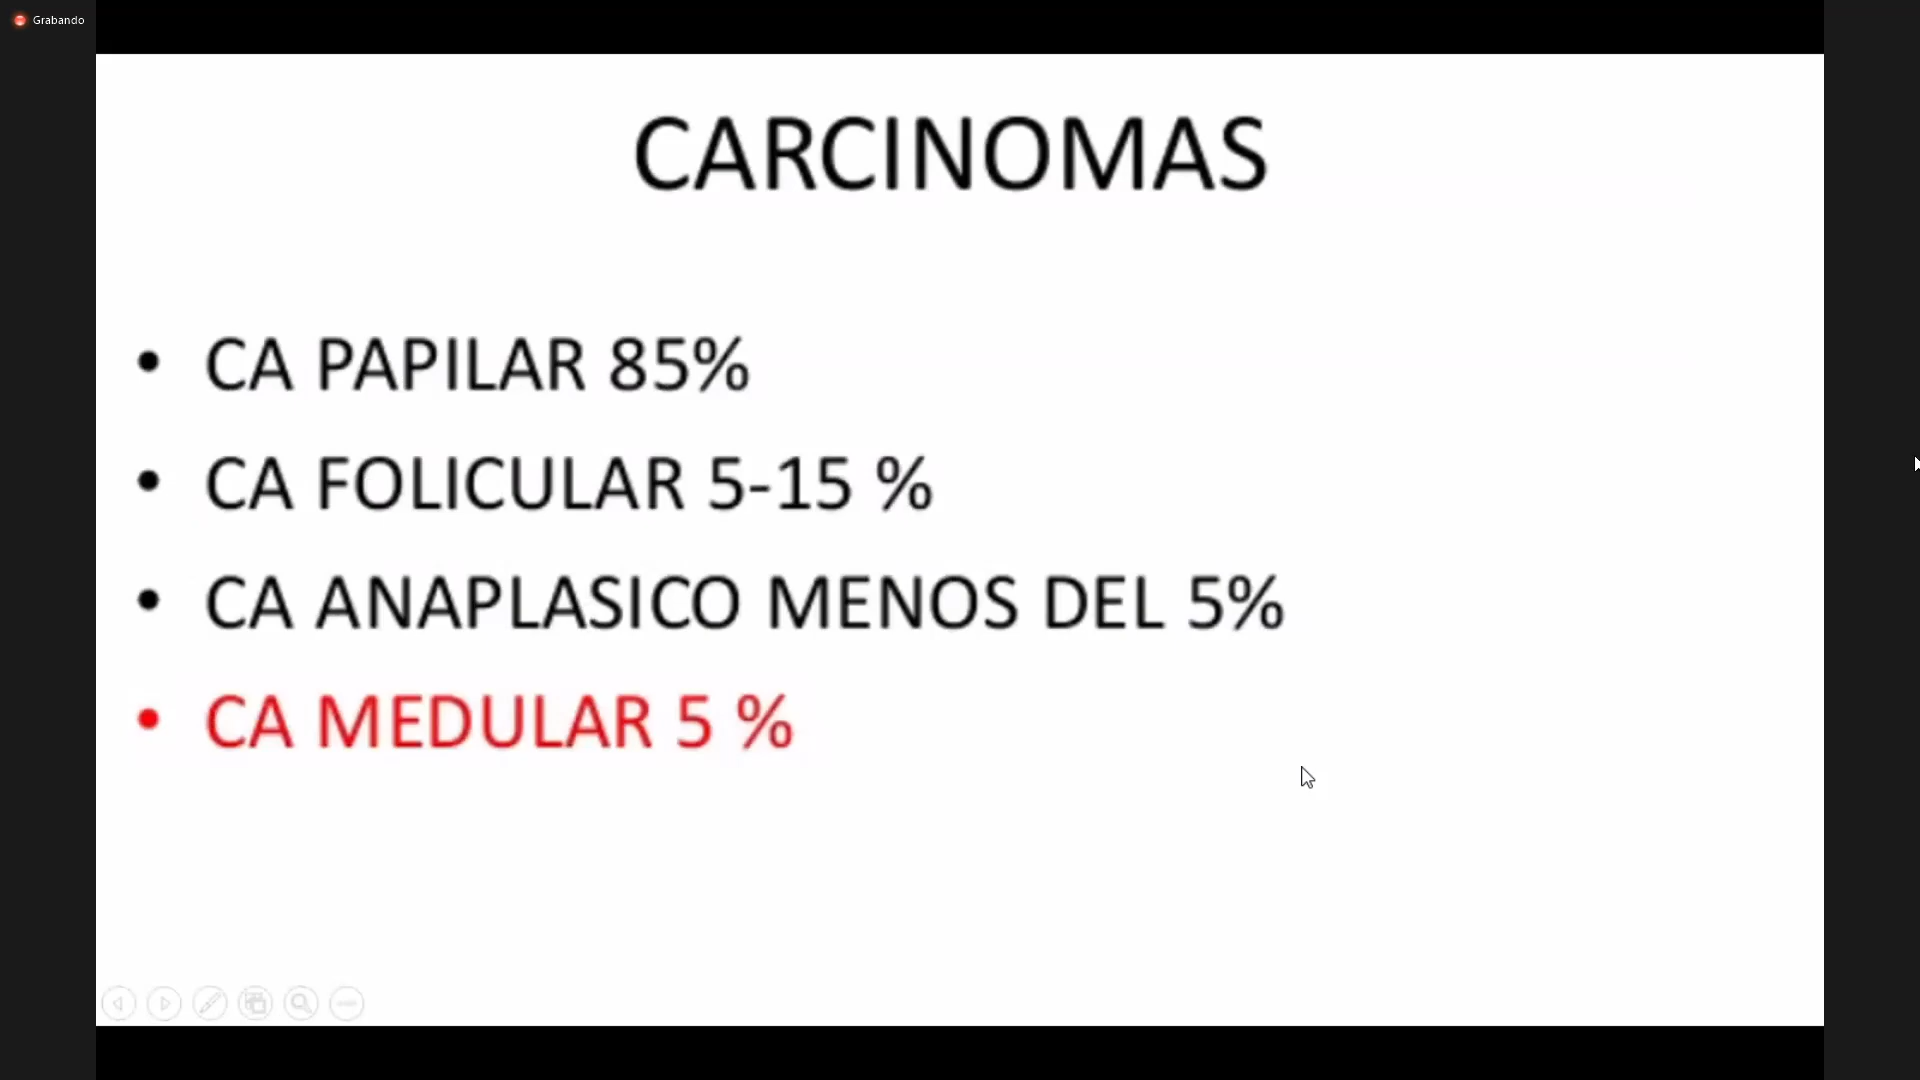 Grabando
CARCINOMAS
• CA PAPILAR 85%
• CA FOLICULAR 5-15 %
• CA ANAPLASICO MENOS DEL 5%
• CA MEDULAR 5 %